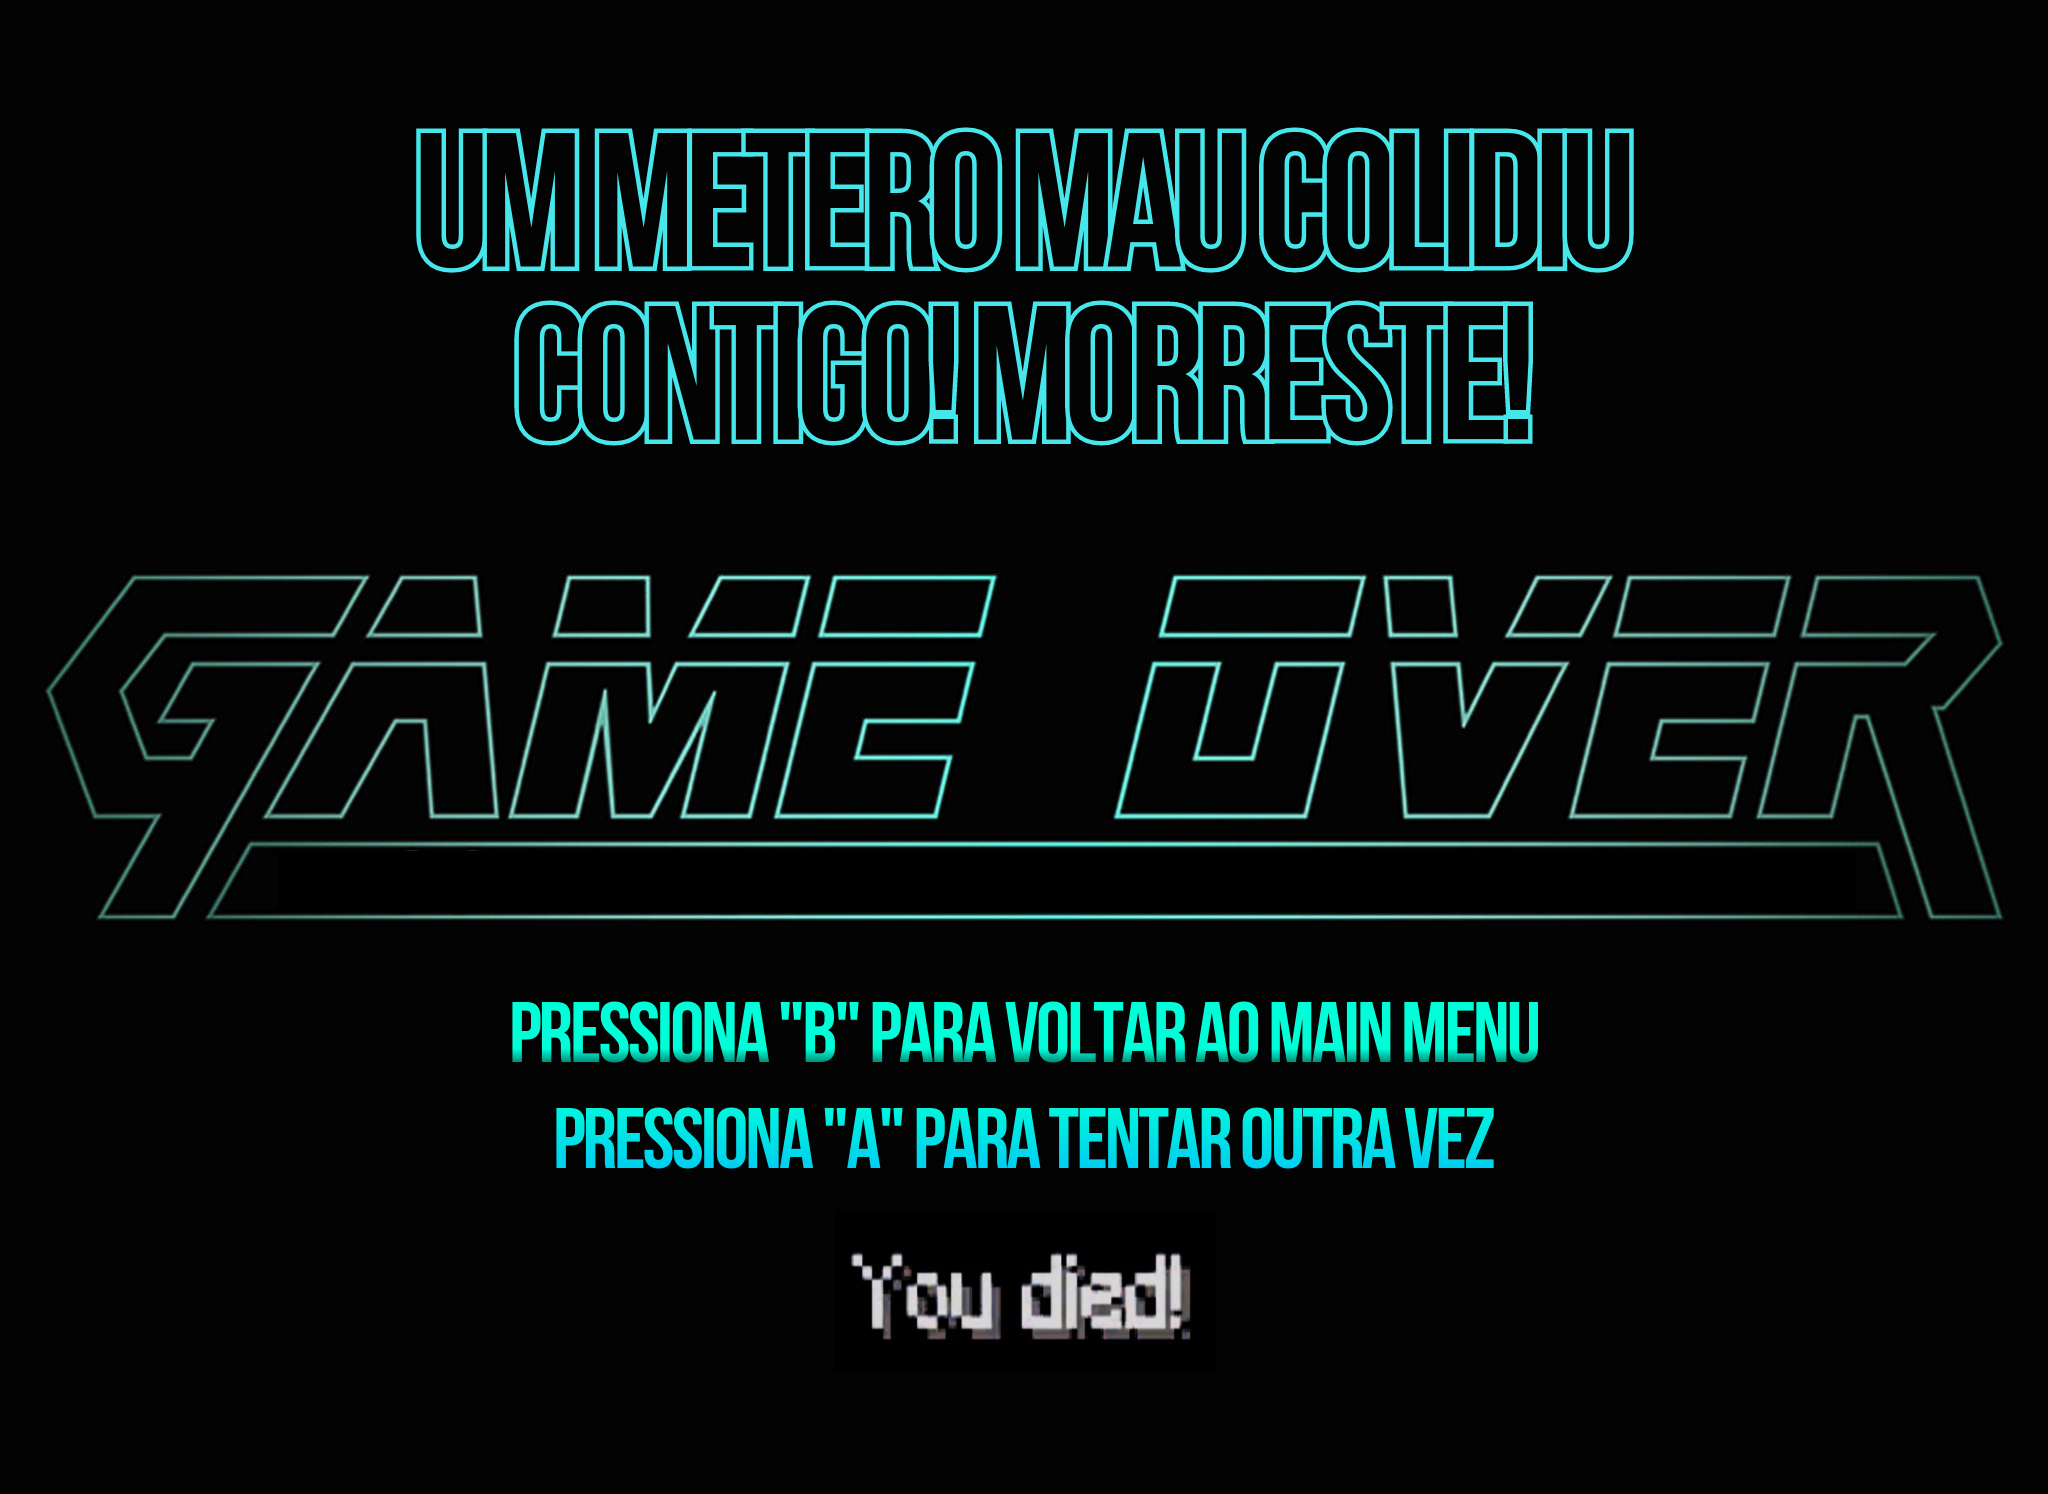 UM METERO MAU COLIDIU
CONTIGO! MORRESTE!
GAME OVER
PRESSIONA "B" PARA VOLTAR AO MAIN MENU
PRESSIONA "A" PARA TENTAR OUTRA VEZ
You died!